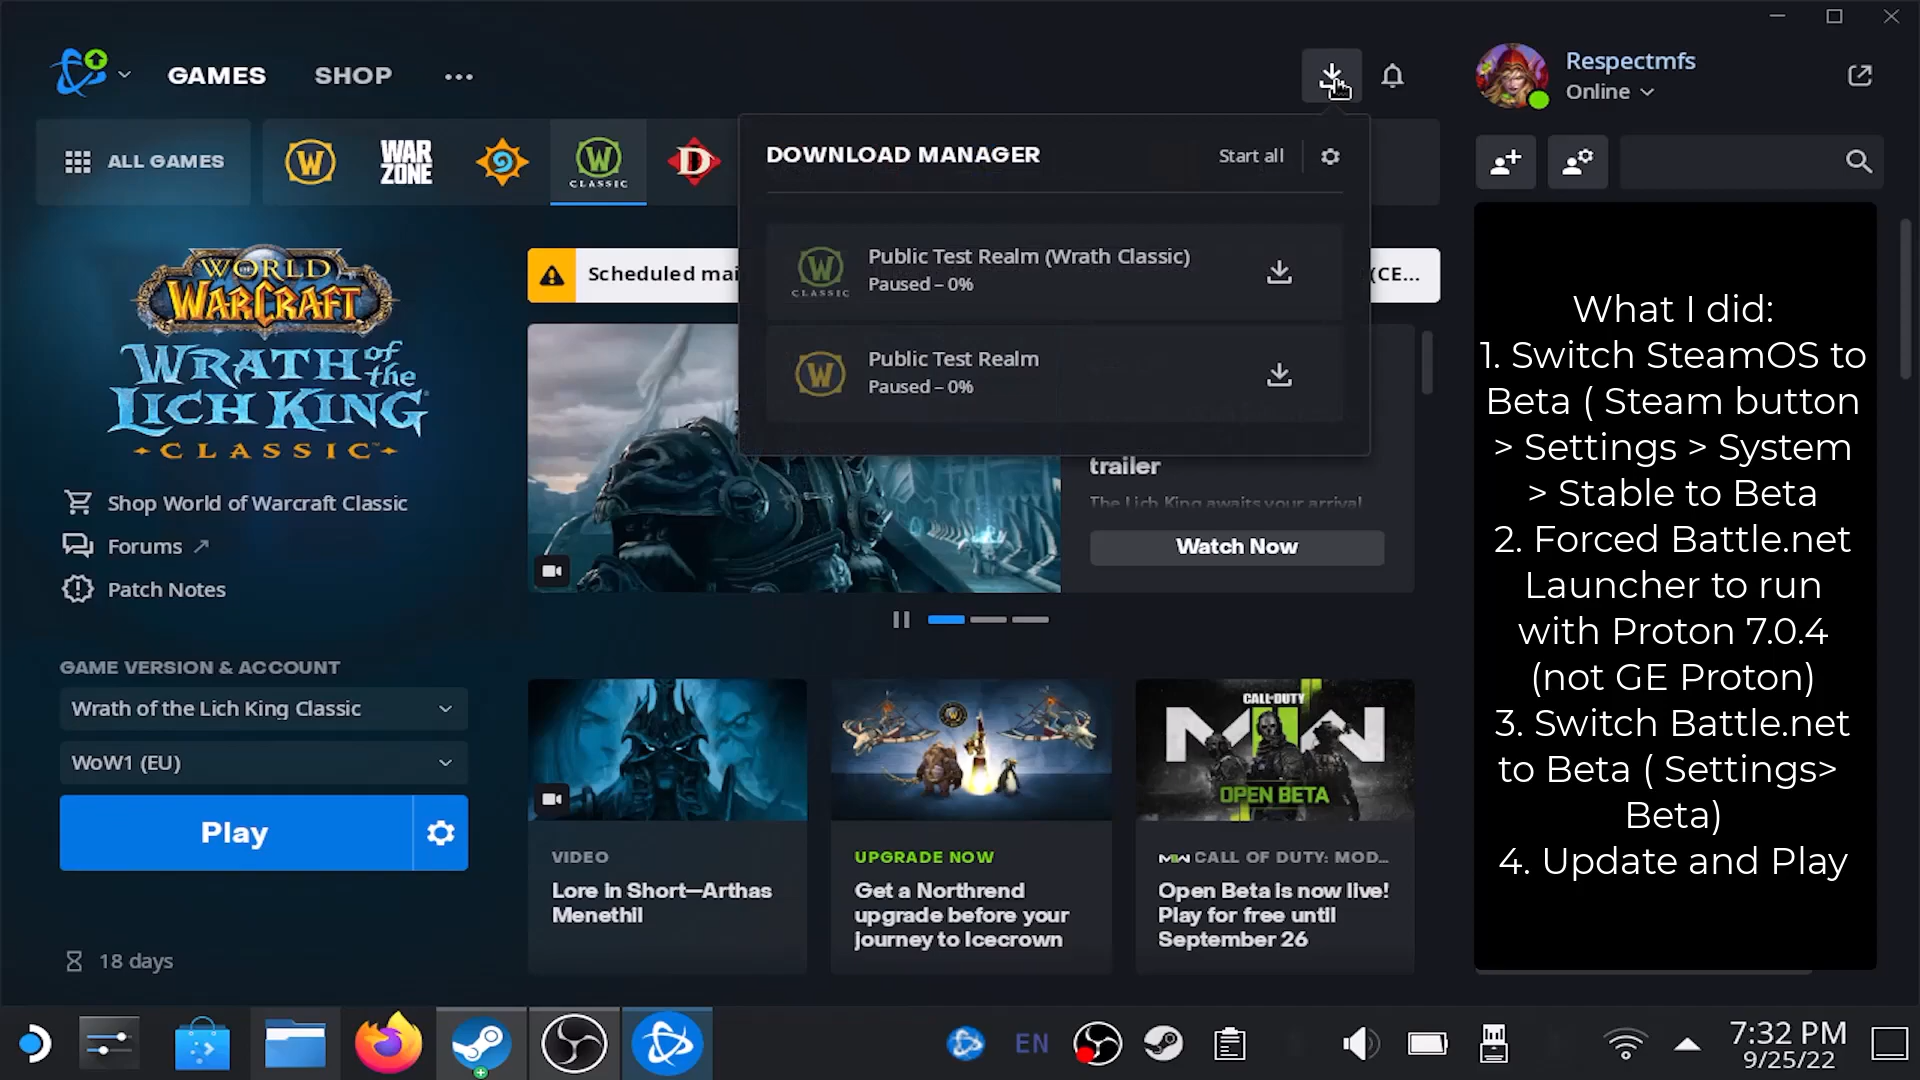 GAMES
SHOP
Respectmfs
Online
ALL GAMES
W
WAR
ZONE
W
CLASSIC
D
DOWNLOAD MANAGER
Start all
W
CLASSIC
Public Test Realm (Wrath Classic)
Paused – 0%
W
Public Test Realm
Paused – 0%
WORLD
OF
WARCRAFT
WRATH of the
LICH KING
CLASSIC
Scheduled mai
(CE...
trailer
The Lich King awaits your arrival
Watch Now
Shop World of Warcraft Classic
Forums
Patch Notes
GAME VERSION & ACCOUNT
Wrath of the Lich King Classic
WoW1 (EU)
Play
18 days
VIDEO
Lore in Short—Arthas
Menethil
UPGRADE NOW
Get a Northrend
upgrade before your
journey to Icecrown
CALL OF DUTY
MW
II
OPEN BETA
MW CALL OF DUTY: MOD...
Open Beta is now live!
Play for free until
September 26
What I did:
1. Switch SteamOS to
Beta ( Steam button
> Settings > System
> Stable to Beta
2. Forced Battle.net
Launcher to run
with Proton 7.0.4
(not GE Proton)
3. Switch Battle.net
to Beta ( Settings>
Beta)
4. Update and Play
EN
7:32 PM
9/25/22